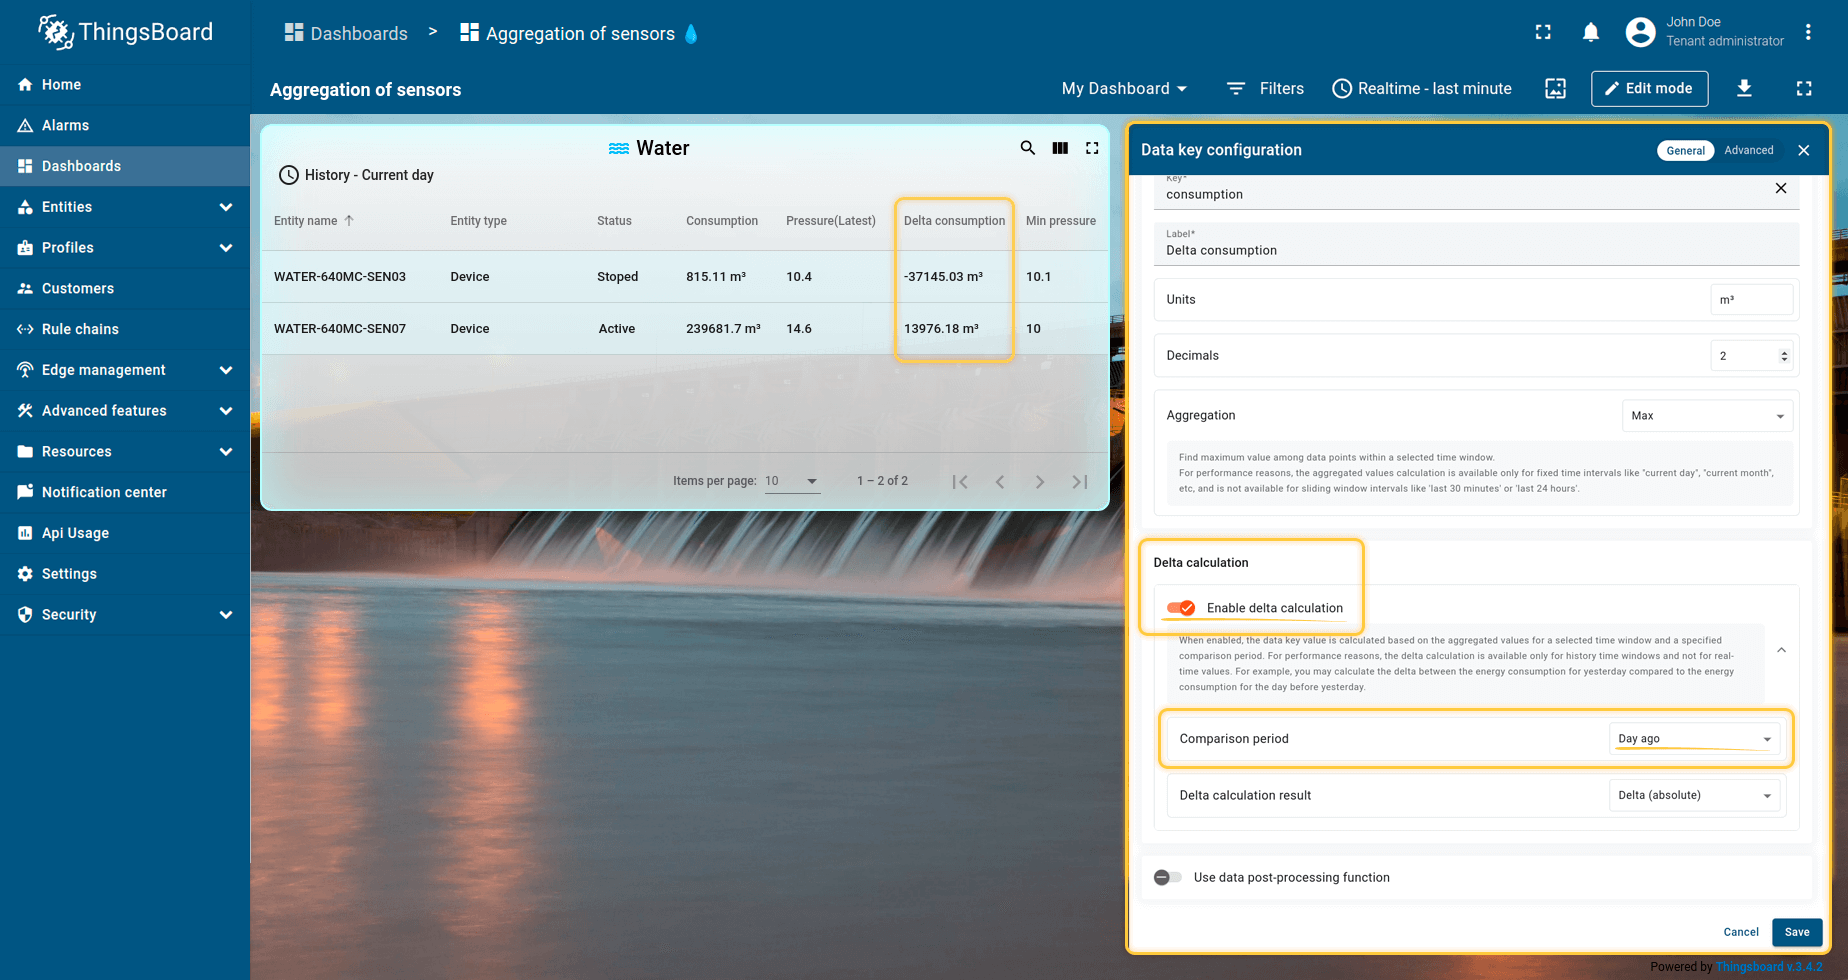 ThingsBoard
Dashboards > Aggregation of sensors
John Doe
Tenant administrator
Aggregation of sensors
My Dashboard
Filters
Realtime - last minute
Edit mode
Home
Alarms
Dashboards
Entities
Profiles
Customers
Rule chains
Edge management
Advanced features
Resources
Notification center
Api Usage
Settings
Security
Water
History - Current day
Entity name Entity type Status Consumption Pressure(Latest) Delta consumption Min pressure
WATER-640MC-SEN03 Device Stoped 815.11 m³ 10.4 -37145.03 m³ 10.1
WATER-640MC-SEN07 Device Active 239681.7 m³ 14.6 13976.18 m³ 10
Items per page: 10 1 – 2 of 2
Data key configuration
General Advanced
Key*
consumption
Label*
Delta consumption
Units m³
Decimals 2
Aggregation Max
Find maximum value among data points within a selected time window.
For performance reasons, the aggregated values calculation is available only for fixed time intervals like "current day", "current month",
etc, and is not available for sliding window intervals like 'last 30 minutes' or 'last 24 hours'.
Delta calculation
Enable delta calculation
When enabled, the data key value is calculated based on the aggregated values for a selected time window and a specified
comparison period. For performance reasons, the delta calculation is available only for history time windows and not for real-
time values. For example, you may calculate the delta between the energy consumption for yesterday compared to the energy
consumption for the day before yesterday.
Comparison period Day ago
Delta calculation result Delta (absolute)
Use data post-processing function
Cancel Save
Powered by Thingsboard v.3.4.2